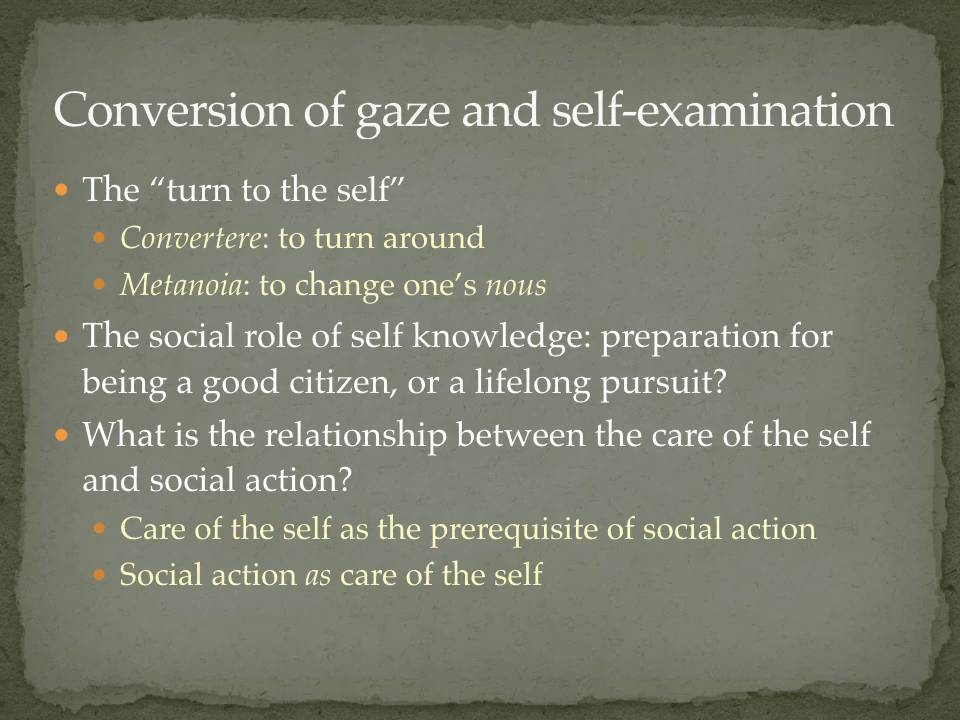 Conversion of gaze and self-examination
• The “turn to the self”
• Convertere: to turn around
• Metanoia: to change one’s nous
• The social role of self knowledge: preparation for
being a good citizen, or a lifelong pursuit?
• What is the relationship between the care of the self
and social action?
• Care of the self as the prerequisite of social action
• Social action as care of the self